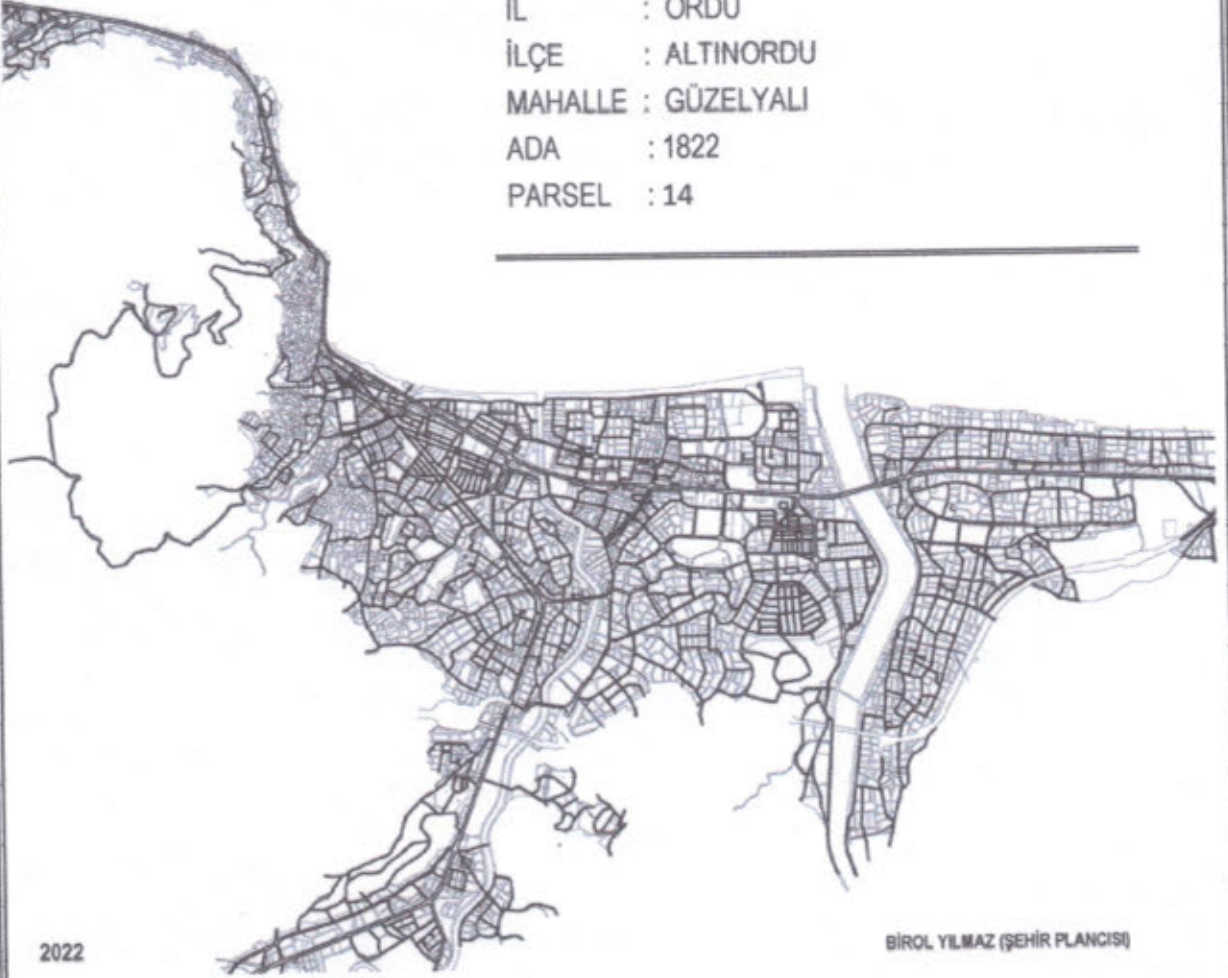 İL : ORDU
İLÇE : ALTINORDU
MAHALLE : GÜZELYALI
ADA : 1822
PARSEL : 14
2022
BİROL YILMAZ (ŞEHİR PLANCISI)